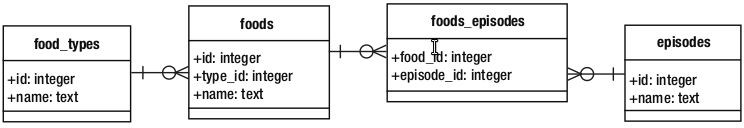 food_types
+id: integer
+name: text
foods
+id: integer
+type_id: integer
+name: text
foods_episodes
+food_id: integer
+episode_id: integer
episodes
+id: integer
+name: text